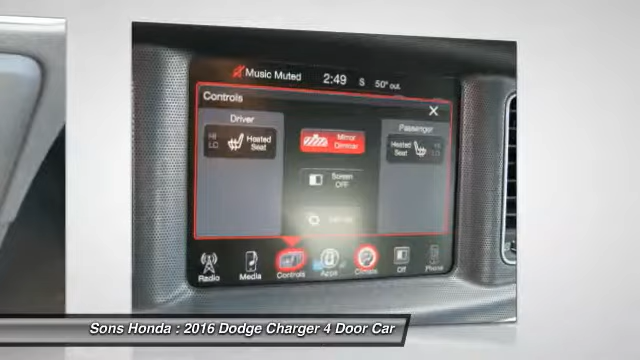 Music Muted 2:49 S 50° out.
Controls X
Driver
Passenger
HI
LO
Heated
Seat
Mirror
Dimmer
Heated
Seat
HI
LO
Screen
OFF
Radio Media Controls Apps Climate Off Phone
Sons Honda : 2016 Dodge Charger 4 Door Car